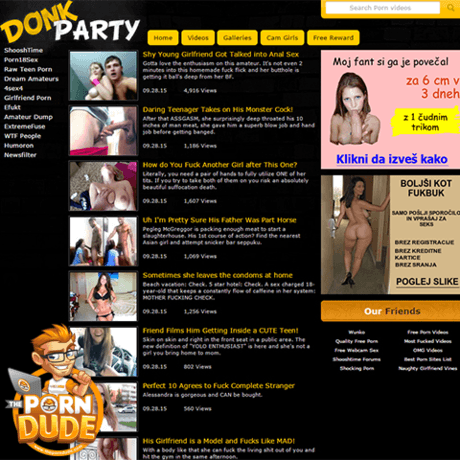 DONK PARTY
Search Porn videos
Home
Videos
Galleries
Cam Girls
Free Reward
ShooshTime
Porn18Sex
Raw Teen Porn
Dream Amateurs
4sex4
Girlfriend Porn
Efukt
Amateur Dump
ExtremeFuse
WTF People
Humoron
Newsfilter
Shy Young Girlfriend Got Talked into Anal Sex
Gotta love the enthusiasm on this amateur. It's not even 2
minutes into this homemade fuck flick and her butthole is
getting it's ball's deep from her BF.
09.28.15 4,916 Views
Daring Teenager Takes on His Monster Cock!
After that ASSGASM, she surprisingly deep throated his 10
inches of man meat, she gave him a superb blow job and hand
job before getting banged.
09.28.15 5,186 Views
How do You Fuck Another Girl after This One?
Literally, you need a pair of hands to fully utilize ONE of her
tits. If you try to take both of them on you risk an absolutely
beautiful suffocation death.
09.28.15 1,607 Views
Uh I'm Pretty Sure His Father Was Part Horse
Pegleg McGregor is packing enough meat to start a
slaughterhouse. His 1st course of action? Find the nearest
Asian girl and attempt snicker bar seppuku.
09.28.15 1,069 Views
Sometimes she leaves the condoms at home
Beach vacation: Check. 5 star hotel: Check. A sex charged 18-
year-old that keeps a constantly flow of caffeine in her system:
MOTHER FUCKING CHECK.
09.28.15 1,256 Views
Friend Films Him Getting Inside a CUTE Teen!
Skin on skin and right in the front seat in a public area. The
new definition of "YOLO ENTHUSIAST" is here and she's not a
girl you bring home to mom.
09.28.15 802 Views
Perfect 10 Agrees to Fuck Complete Stranger
Alessandra is gorgeous and CAN be bought.
09.28.15 560 Views
His Girlfriend is a Model and Fucks Like MAD!
With a body like she that can fuck the living shit out of you and
hit the gym in the same afternoon.
Moj fant si ga je povečal
za 6 cm v
3 dneh
z 1 čudnim
trikom
Klikni da izveš kako
BOLJŠI KOT
FUKBUK
SAMO POŠLJI SPOROČILO
IN VPRAŠAJ ZA
SEKS
BREZ REGISTRACIJE
BREZ KREDITNE
KARTICE
BREZ SRANJA
POGLEJ SLIKE
Our Friends
Wunbo Free Porn Videos
Quality Free Porn Most Fucked Videos
Free Webcam Sex OMG Videos
Shooshtime Forums Best Porn Sites List
Shocking Porn Naughty Girlfriend Vines
THE
PORN
DUDE